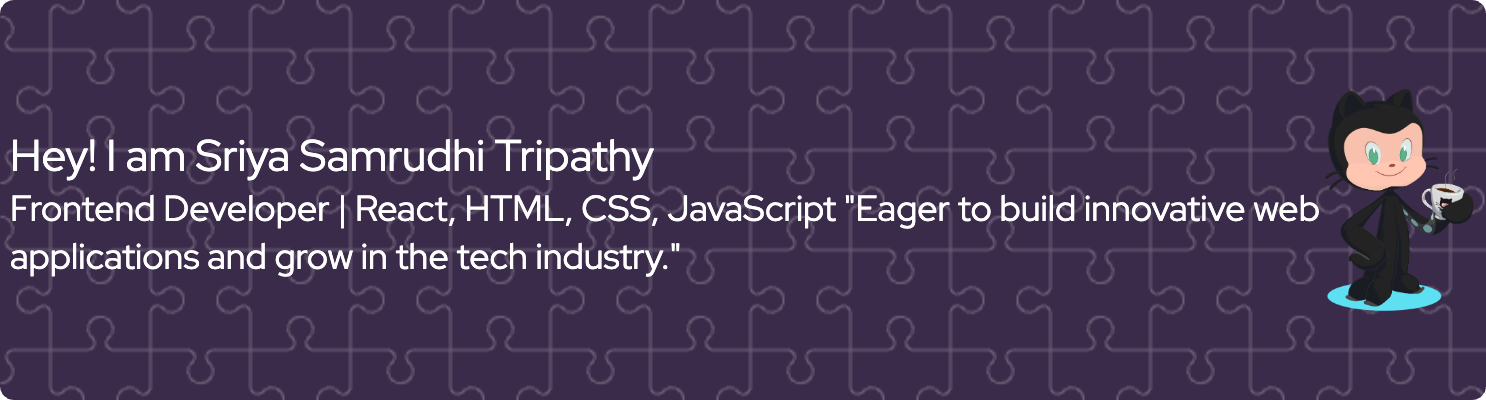 Hey! I am Sriya Samrudhi Tripathy
Frontend Developer | React, HTML, CSS, JavaScript "Eager to build innovative web
applications and grow in the tech industry."